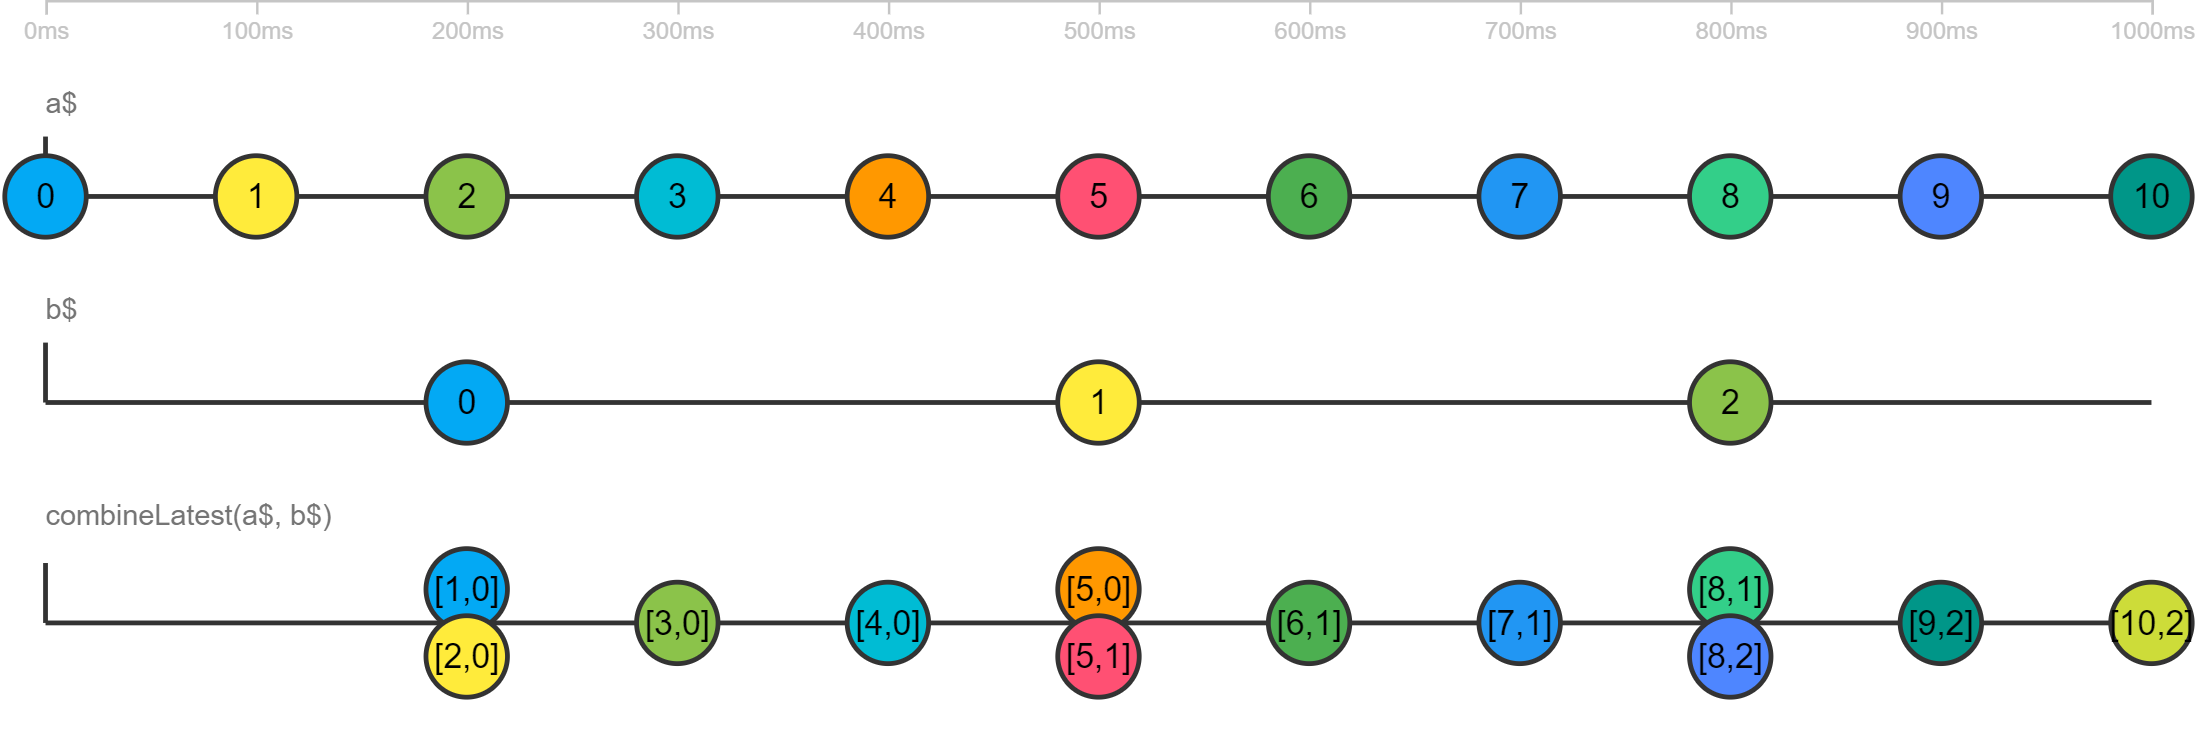 0ms 100ms 200ms 300ms 400ms 500ms 600ms 700ms 800ms 900ms 1000ms
a$
0 1 2 3 4 5 6 7 8 9 10
b$
0 1 2
combineLatest(a$, b$)
[1,0] [5,0] [8,1]
[3,0] [4,0] [6,1] [7,1] [9,2] [10,2]
[2,0] [5,1] [8,2]